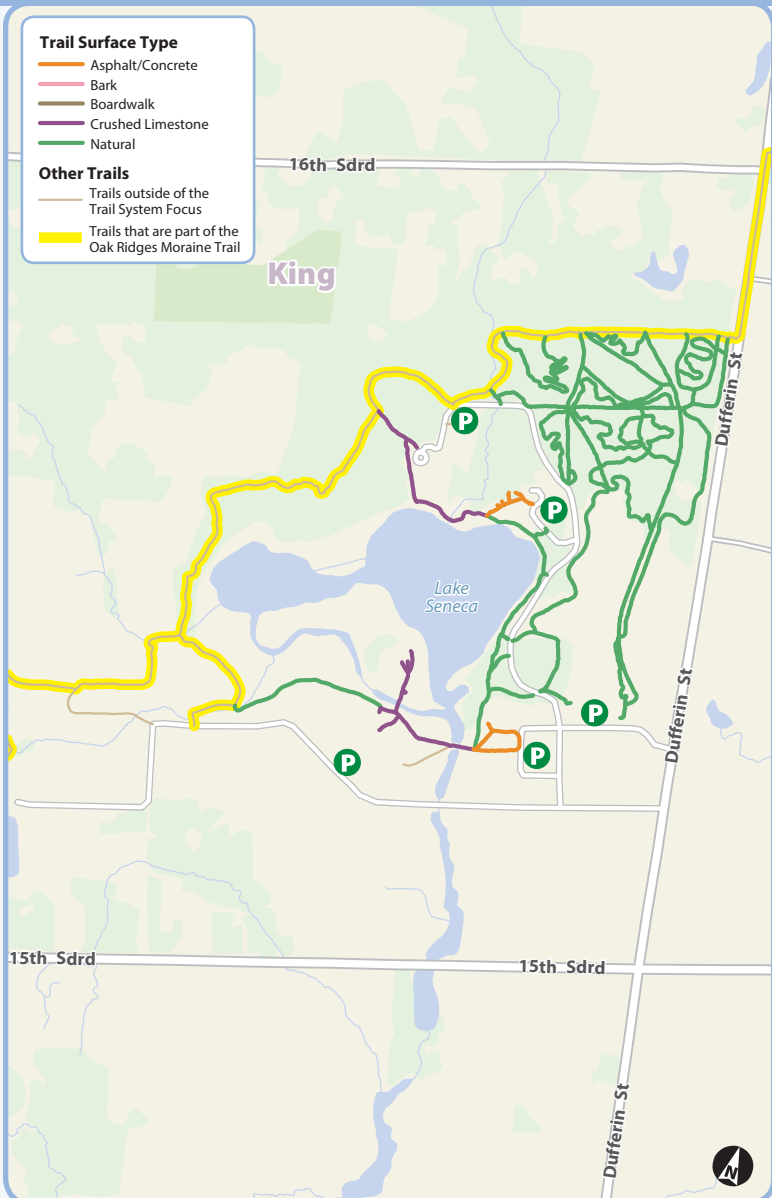 Trail Surface Type
Asphalt/Concrete
Bark
Boardwalk
Crushed Limestone
Natural
Other Trails
Trails outside of the
Trail System Focus
Trails that are part of the
Oak Ridges Moraine Trail
16th Sdrd
King
Dufferin St
P
P
Lake
Seneca
Dufferin St
P
P
P
15th Sdrd
15th Sdrd
Dufferin St
N